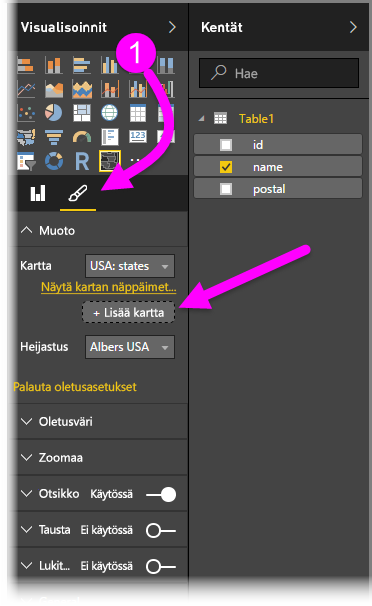 Visualisoinnit
Kentät
1
Hae
R
123
Table1
id
name
postal
Muoto
Kartta
USA: states
Näytä kartan näppäimet...
+ Lisää kartta
Heijastus
Albers USA
Palauta oletusasetukset
Oletusväri
Zoomaa
Otsikko Käytössä
Tausta Ei käytössä
Lukit... Ei käytössä